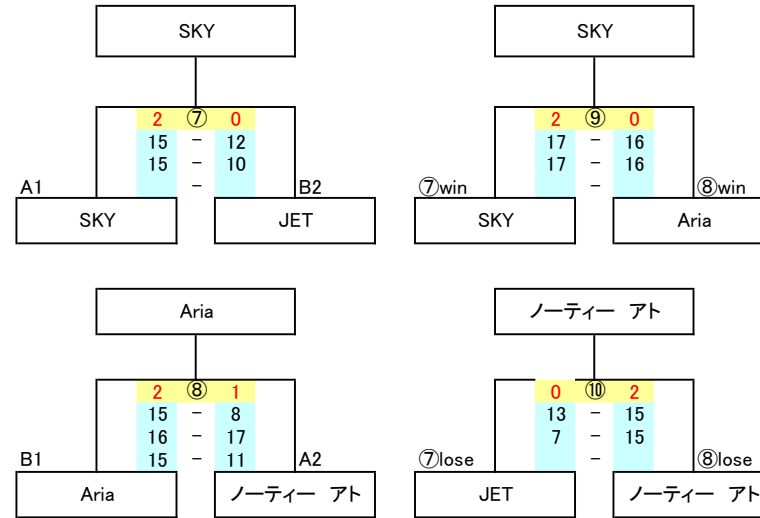 SKY
2 ⑦ 0
15 － 12
15 － 10
－
A1 B2
SKY JET
SKY
2 ⑨ 0
17 － 16
17 － 16
－
⑦win ⑧win
SKY Aria
Aria
2 ⑧ 1
15 － 8
16 － 17
15 － 11
B1 A2
Aria ノーティー　アト
ノーティー　アト
0 ⑩ 2
13 － 15
7 － 15
－
⑦lose ⑧lose
JET ノーティー　アト